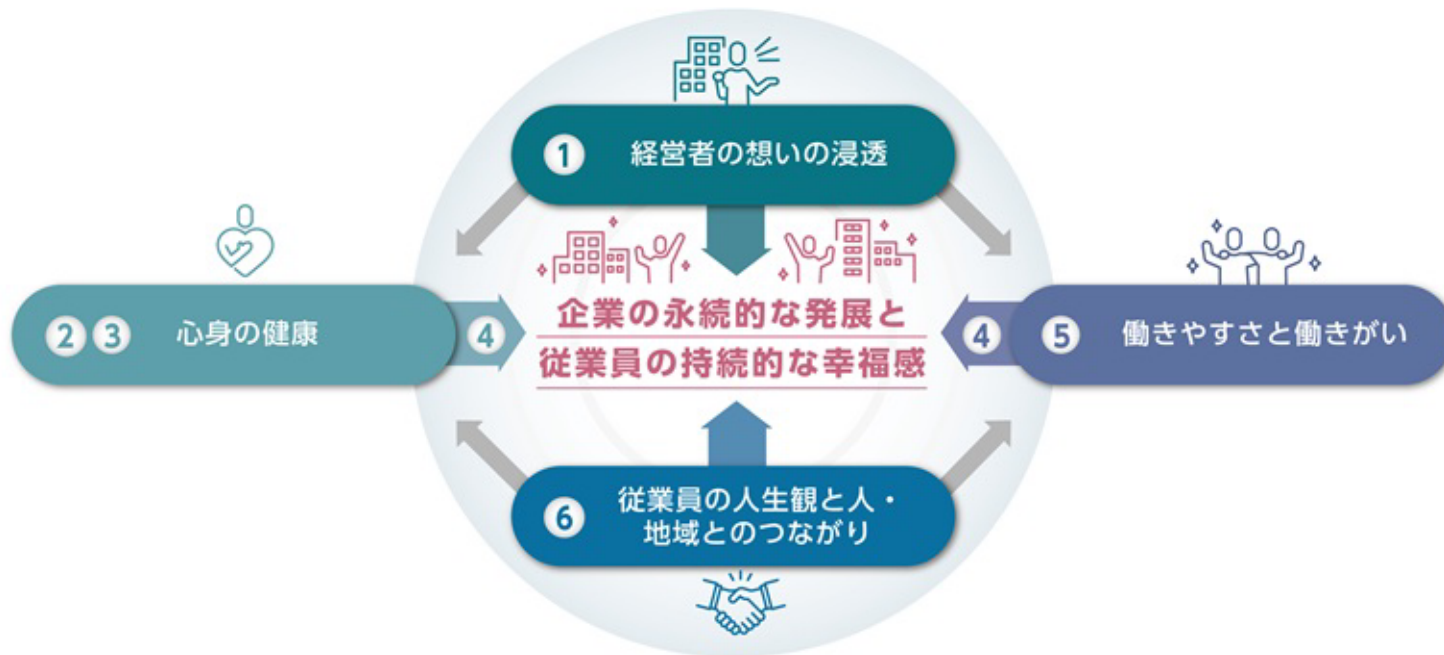 1 経営者の想いの浸透
2 3 心身の健康
4
企業の永続的な発展と
従業員の持続的な幸福感
4
5 働きやすさと働きがい
6 従業員の人生観と人・
地域とのつながり